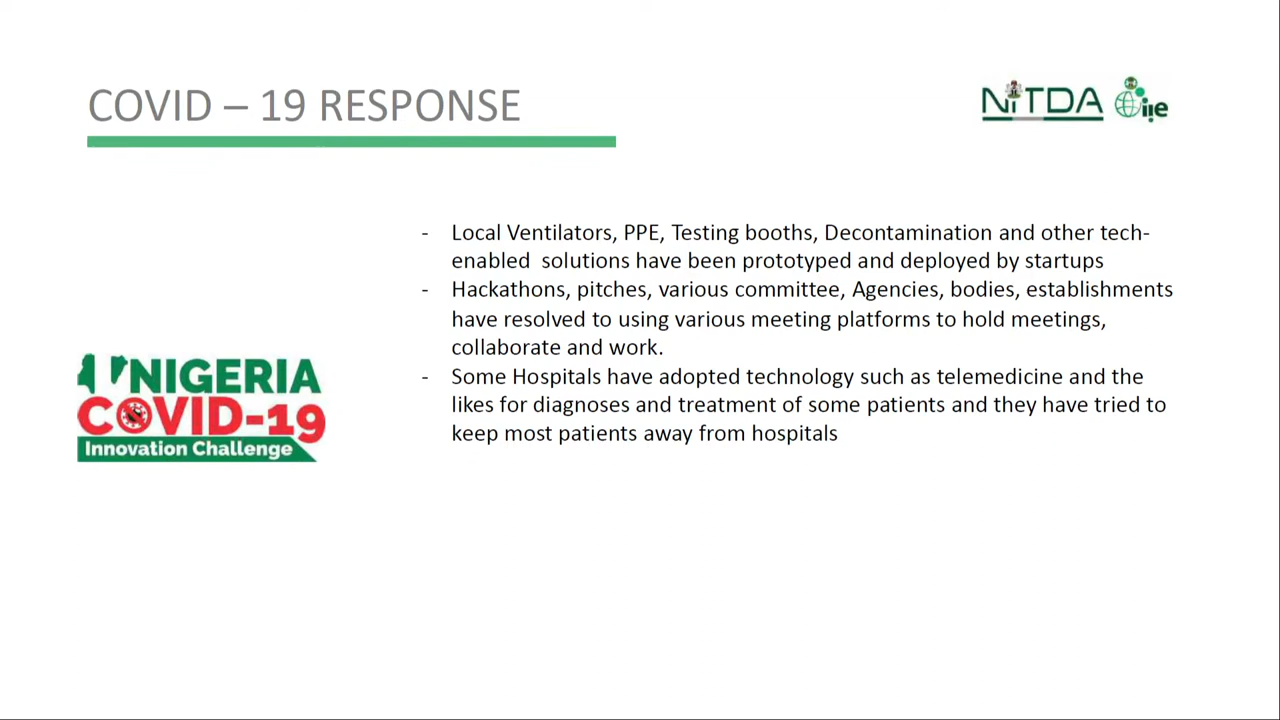 COVID – 19 RESPONSE
NiTDA iie
- Local Ventilators, PPE, Testing booths, Decontamination and other tech-
enabled  solutions have been prototyped and deployed by startups
- Hackathons, pitches, various committee, Agencies, bodies, establishments
have resolved to using various meeting platforms to hold meetings,
collaborate and work.
- Some Hospitals have adopted technology such as telemedicine and the
likes for diagnoses and treatment of some patients and they have tried to
keep most patients away from hospitals
NIGERIA
COVID-19
Innovation Challenge